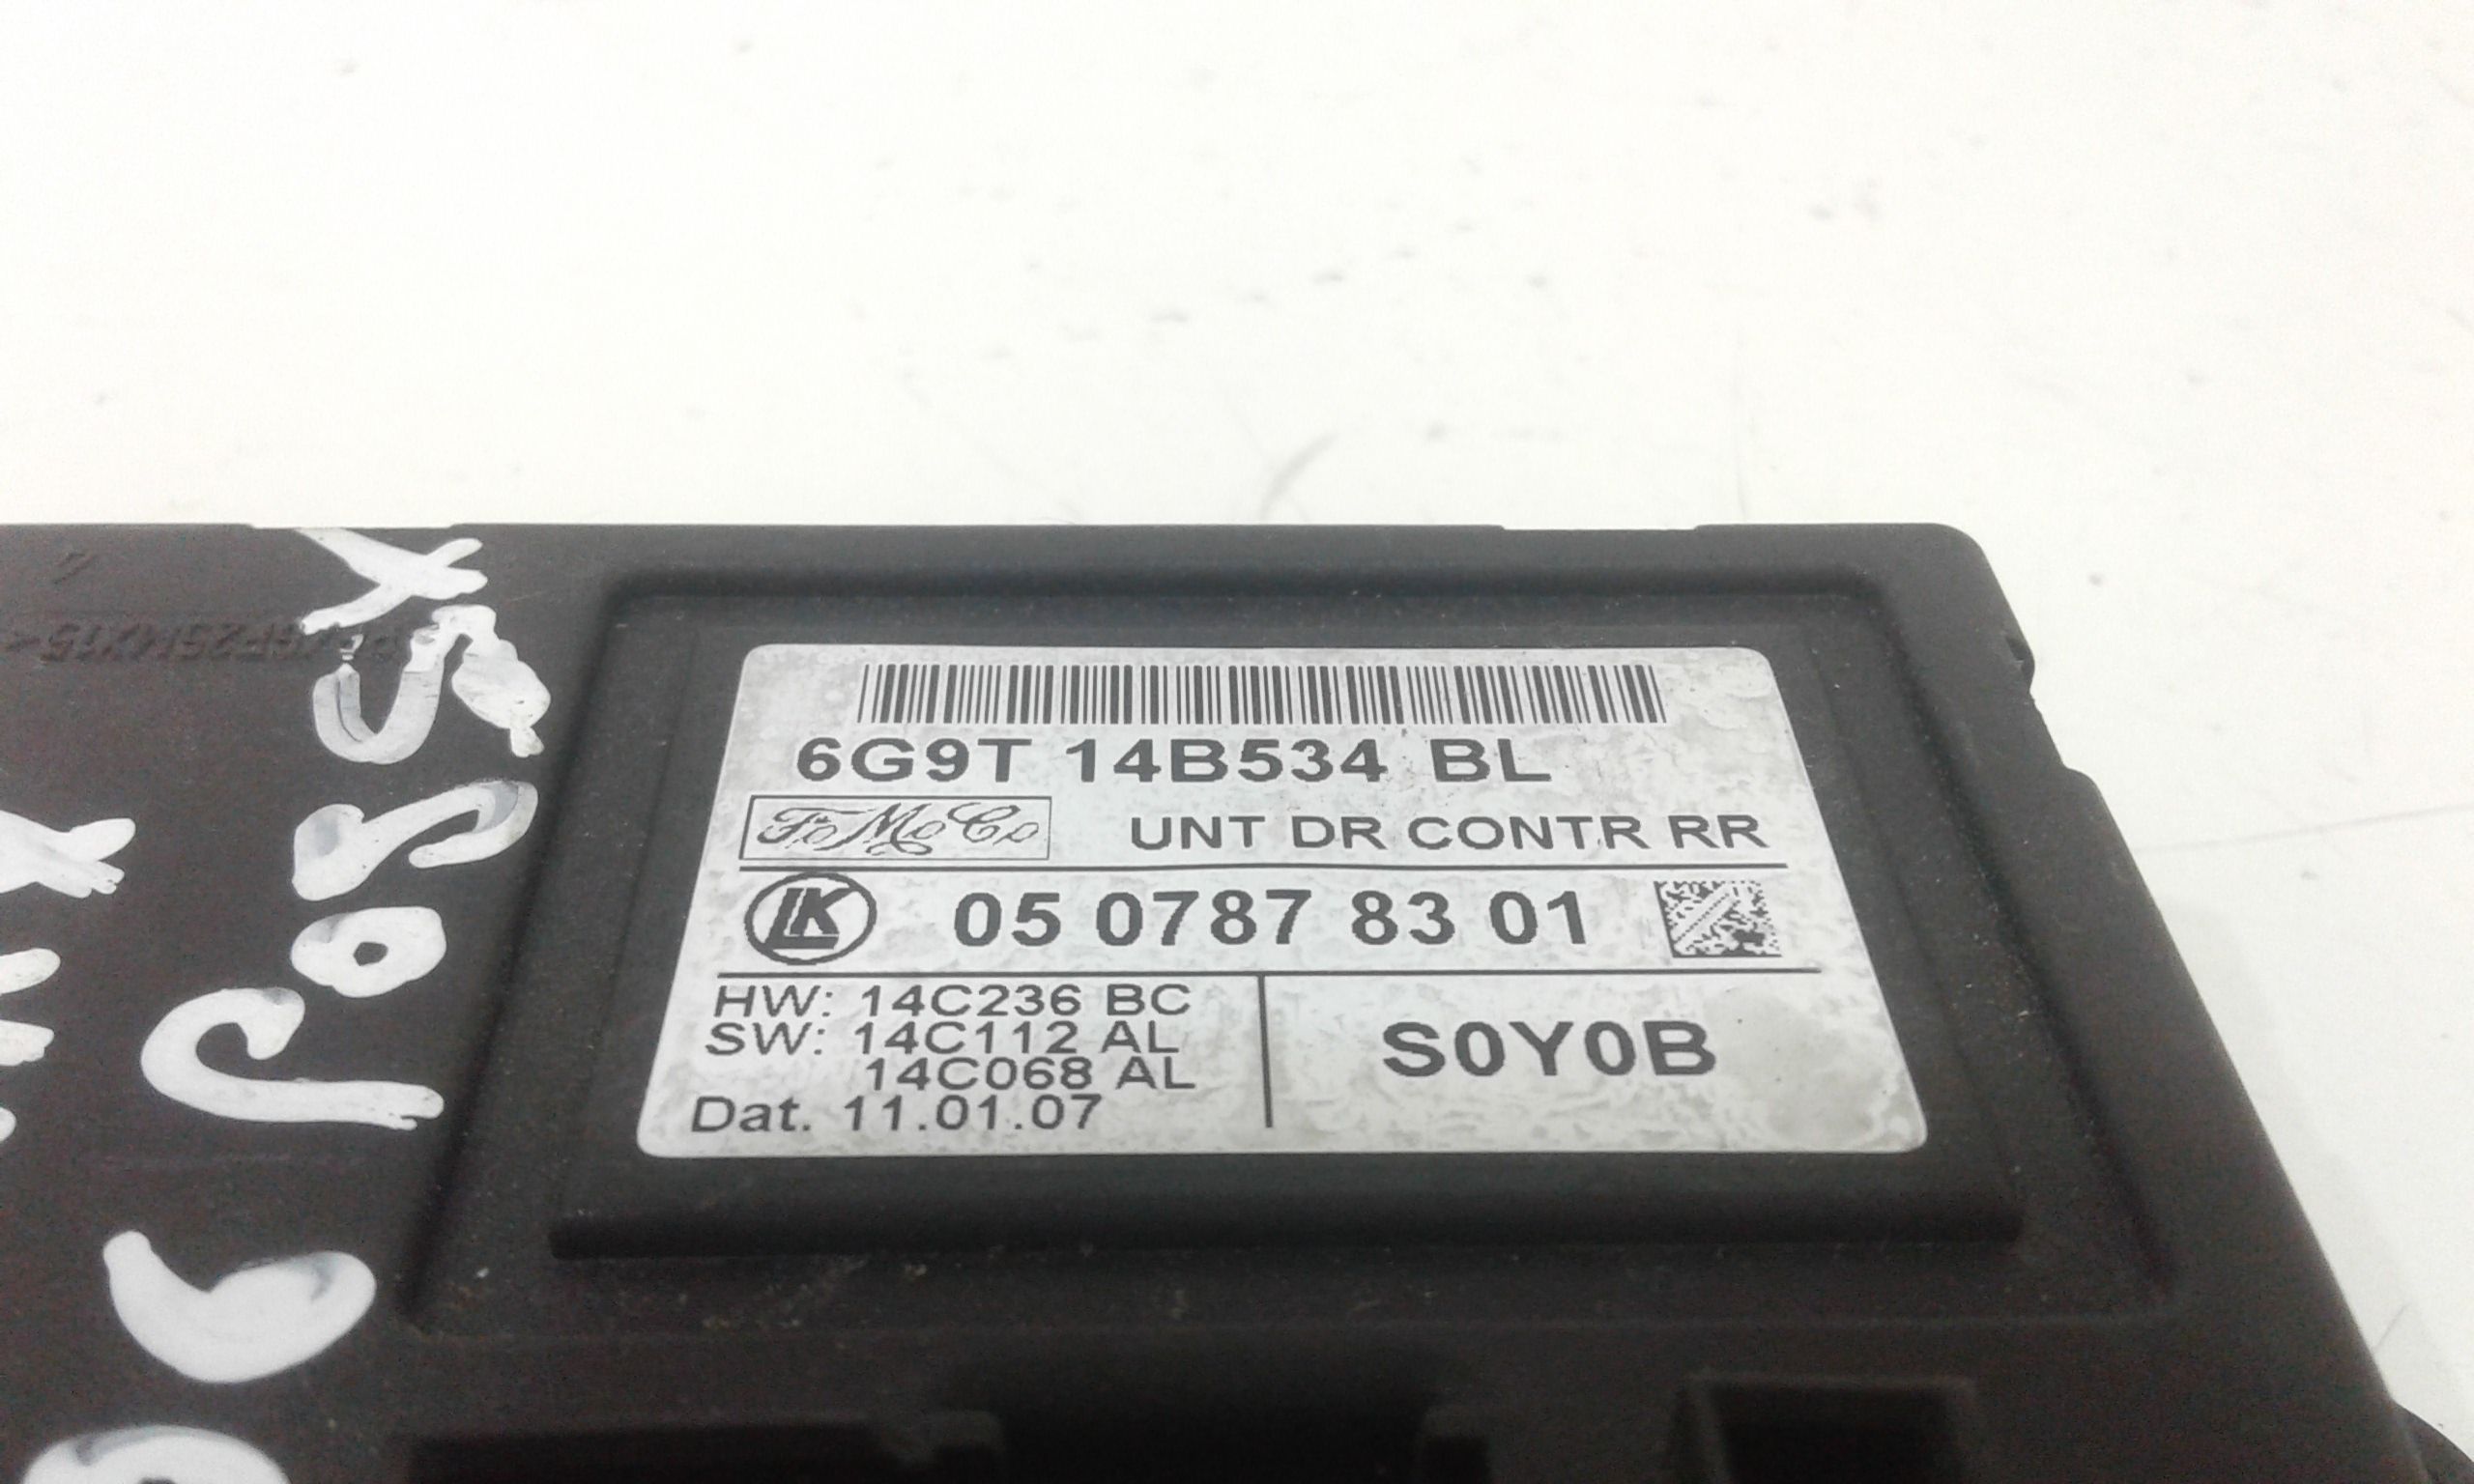 6G9T 14B534 BL
FoMoCo UNT DR CONTR RR
LK 05 0787 83 01
HW: 14C236 BC
SW: 14C112 AL
14C068 AL
Dat. 11.01.07
S0Y0B